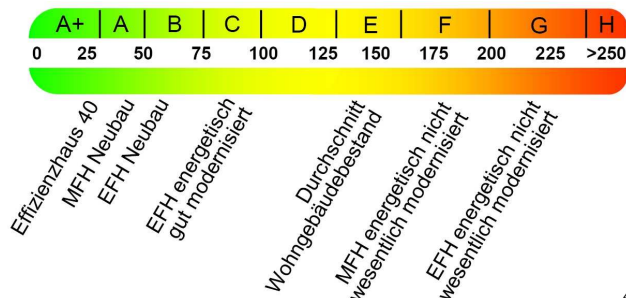 A+ A B C D E F G H
0 25 50 75 100 125 150 175 200 225 >250
Effizienzhaus 40
MFH Neubau
EFH Neubau
EFH energetisch
gut modernisiert
Durchschnitt
Wohngebäudebestand
MFH energetisch nicht
wesentlich modernisiert
EFH energetisch nicht
wesentlich modernisiert